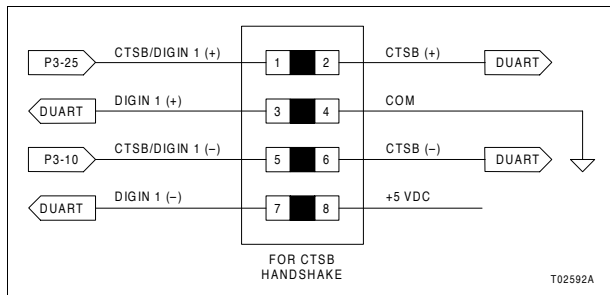 P3-25 CTSB/DIGIN 1 (+) 1 2 CTSB (+) DUART
DUART DIGIN 1 (+) 3 4 COM
P3-10 CTSB/DIGIN 1 (–) 5 6 CTSB (–) DUART
DUART DIGIN 1 (–) 7 8 +5 VDC
FOR CTSB
HANDSHAKE
T02592A